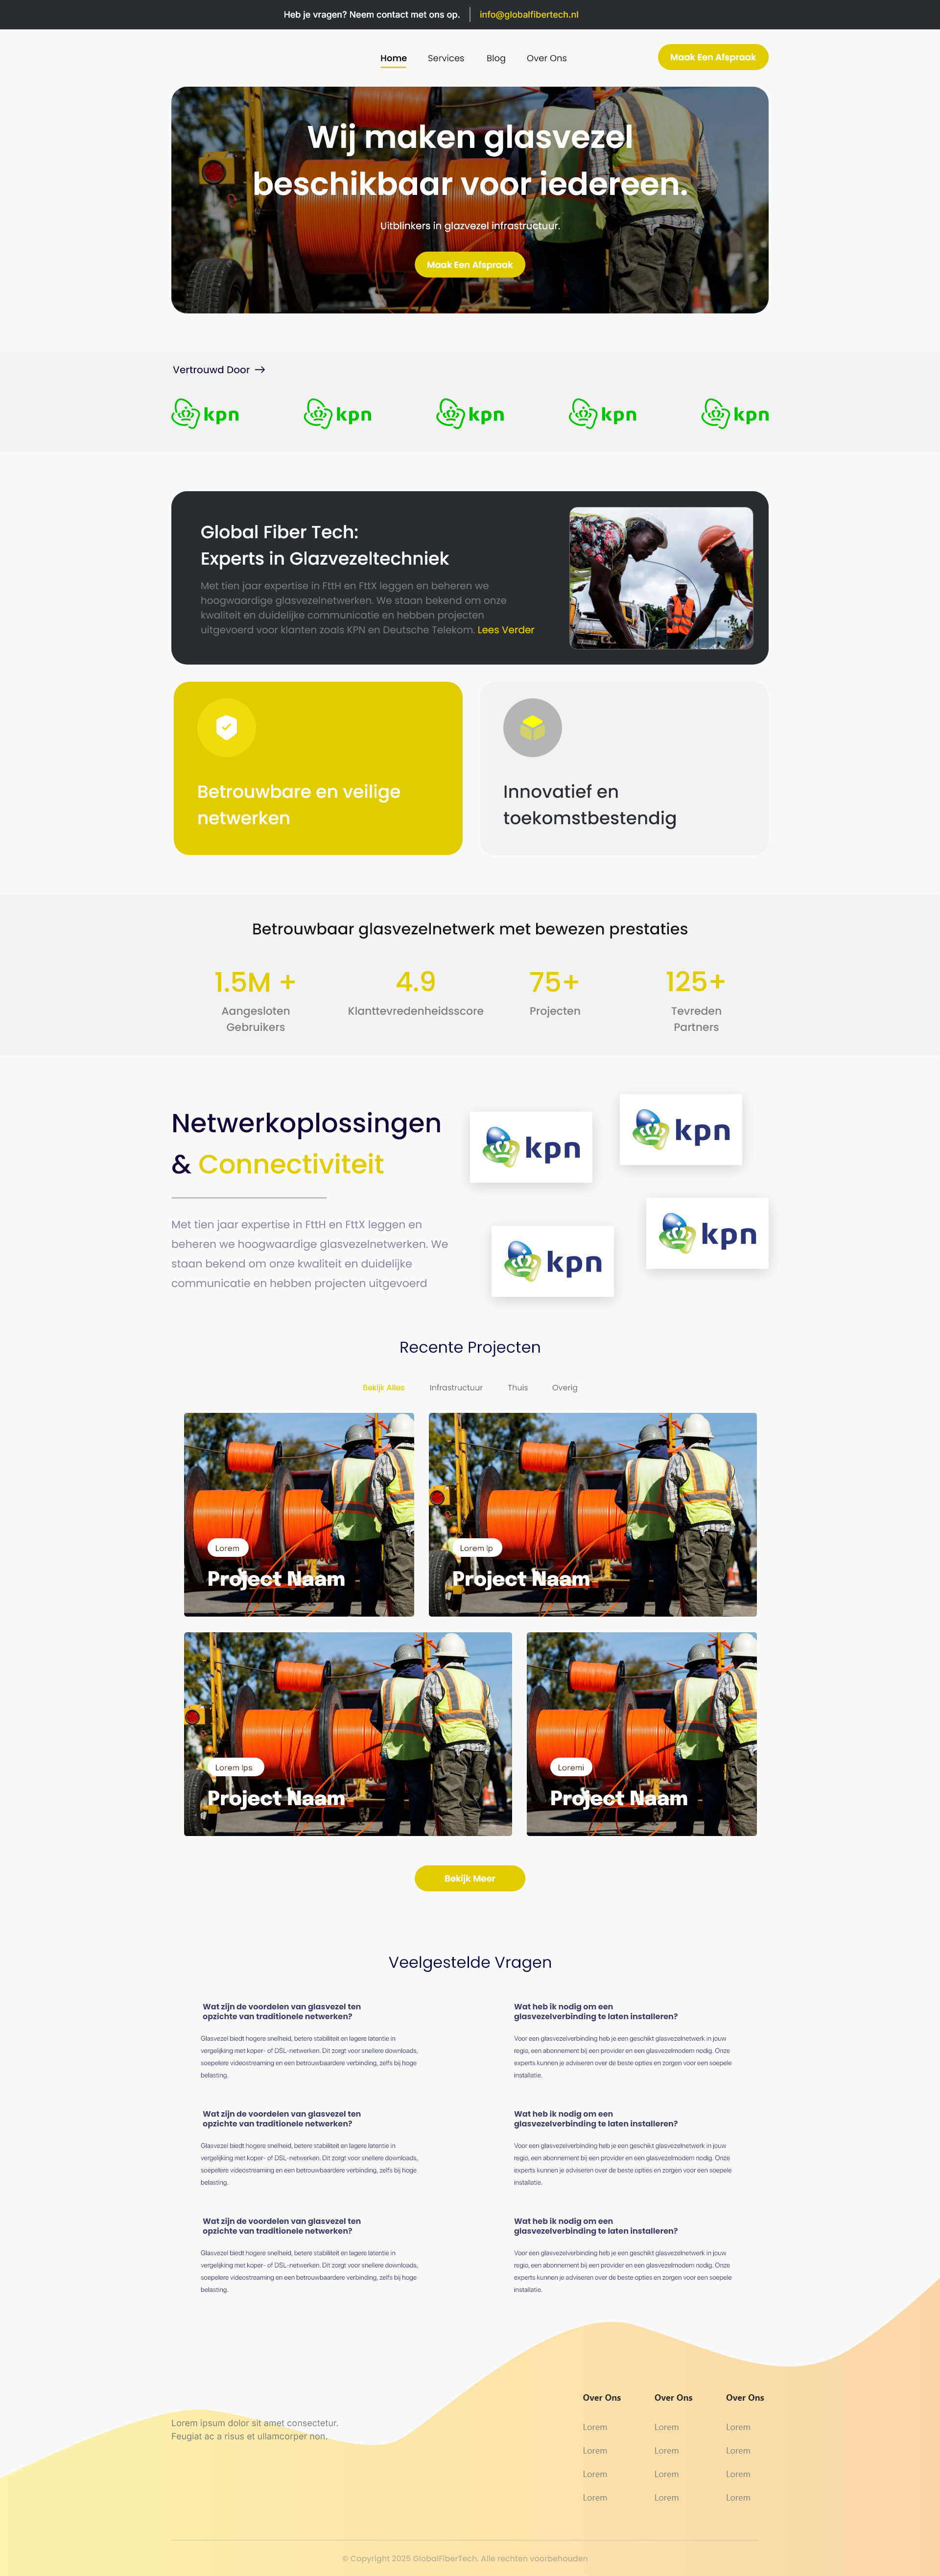 Heb je vragen? Neem contact met ons op.
info@globalfibertech.nl
Home
Services
Blog
Over Ons
Maak Een Afspraak
Wij maken glasvezel
beschikbaar voor iedereen.
Uitblinkers in glazvezel infrastructuur.
Maak Een Afspraak
Vertrouwd Door →
kpn
kpn
kpn
kpn
kpn
Global Fiber Tech:
Experts in Glazvezeltechniek
Met tien jaar expertise in FttH en FttX leggen en beheren we
hoogwaardige glasvezelnetwerken. We staan bekend om onze
kwaliteit en duidelijke communicatie en hebben projecten
uitgevoerd voor klanten zoals KPN en Deutsche Telekom. Lees Verder
Betrouwbare en veilige
netwerken
Innovatief en
toekomstbestendig
Betrouwbaar glasvezelnetwerk met bewezen prestaties
1.5M +
Aangesloten
Gebruikers
4.9
Klanttevredenheidsscore
75+
Projecten
125+
Tevreden
Partners
Netwerkoplossingen
& Connectiviteit
Met tien jaar expertise in FttH en FttX leggen en
beheren we hoogwaardige glasvezelnetwerken. We
staan bekend om onze kwaliteit en duidelijke
communicatie en hebben projecten uitgevoerd
kpn
kpn
kpn
kpn
Recente Projecten
Bekijk Alles
Infrastructuur
Thuis
Overig
Lorem
Project Naam
Lorem Ip
Project Naam
Lorem Ips
Project Naam
Loremi
Project Naam
Bekijk Meer
Veelgestelde Vragen
Wat zijn de voordelen van glasvezel ten
opzichte van traditionele netwerken?
Glasvezel biedt hogere snelheid, betere stabiliteit en lagere latentie in
vergelijking met koper- of DSL-netwerken. Dit zorgt voor snellere downloads,
soepelere videostreaming en een betrouwbaardere verbinding, zelfs bij hoge
belasting.
Wat heb ik nodig om een
glasvezelverbinding te laten installeren?
Voor een glasvezelverbinding heb je een geschikt glasvezelnetwerk in jouw
regio, een abonnement bij een provider en een glasvezelmodem nodig. Onze
experts kunnen je adviseren over de beste opties en zorgen voor een soepele
installatie.
Wat zijn de voordelen van glasvezel ten
opzichte van traditionele netwerken?
Glasvezel biedt hogere snelheid, betere stabiliteit en lagere latentie in
vergelijking met koper- of DSL-netwerken. Dit zorgt voor snellere downloads,
soepelere videostreaming en een betrouwbaardere verbinding, zelfs bij hoge
belasting.
Wat heb ik nodig om een
glasvezelverbinding te laten installeren?
Voor een glasvezelverbinding heb je een geschikt glasvezelnetwerk in jouw
regio, een abonnement bij een provider en een glasvezelmodem nodig. Onze
experts kunnen je adviseren over de beste opties en zorgen voor een soepele
installatie.
Wat zijn de voordelen van glasvezel ten
opzichte van traditionele netwerken?
Glasvezel biedt hogere snelheid, betere stabiliteit en lagere latentie in
vergelijking met koper- of DSL-netwerken. Dit zorgt voor snellere downloads,
soepelere videostreaming en een betrouwbaardere verbinding, zelfs bij hoge
belasting.
Wat heb ik nodig om een
glasvezelverbinding te laten installeren?
Voor een glasvezelverbinding heb je een geschikt glasvezelnetwerk in jouw
regio, een abonnement bij een provider en een glasvezelmodem nodig. Onze
experts kunnen je adviseren over de beste opties en zorgen voor een soepele
installatie.
Lorem ipsum dolor sit amet consectetur.
Feugiat ac a risus et ullamcorper non.
Over Ons
Lorem
Lorem
Lorem
Lorem
Over Ons
Lorem
Lorem
Lorem
Lorem
Over Ons
Lorem
Lorem
Lorem
Lorem
© Copyright 2025 GlobalFiberTech. Alle rechten voorbehouden